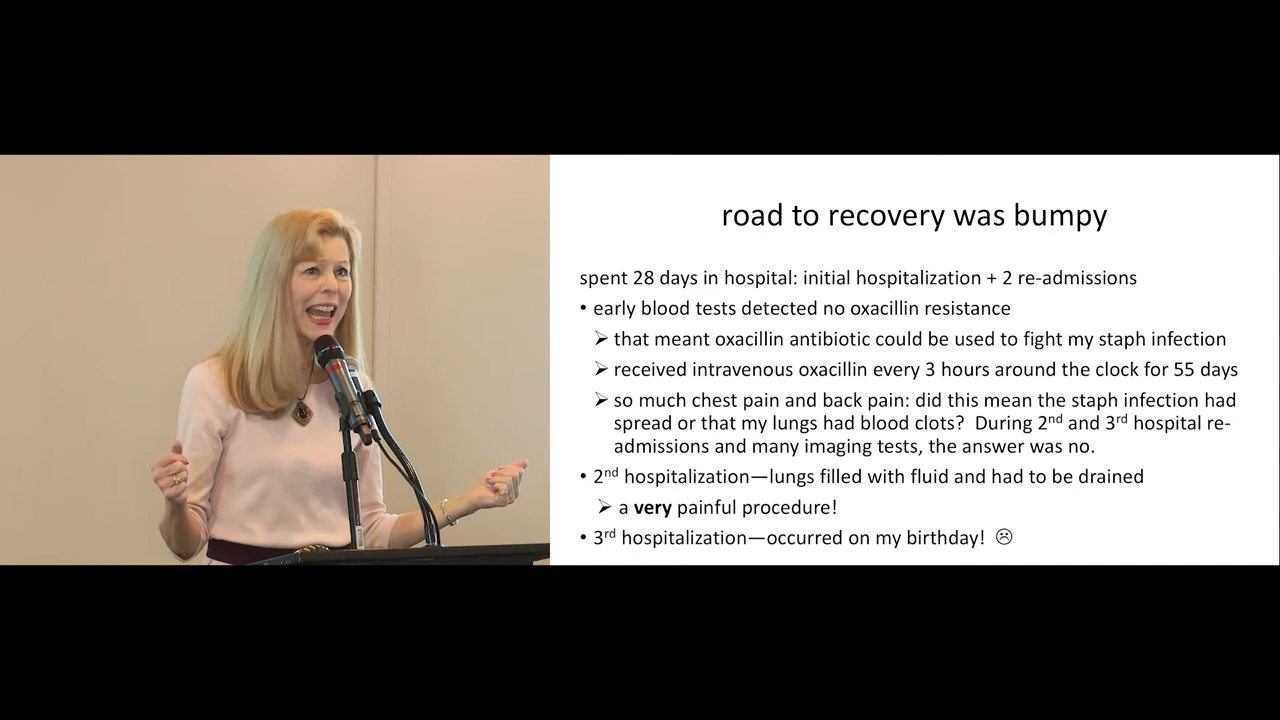 road to recovery was bumpy
spent 28 days in hospital: initial hospitalization + 2 re-admissions
• early blood tests detected no oxacillin resistance
➢ that meant oxacillin antibiotic could be used to fight my staph infection
➢ received intravenous oxacillin every 3 hours around the clock for 55 days
➢ so much chest pain and back pain: did this mean the staph infection had
spread or that my lungs had blood clots?  During 2nd and 3rd hospital re-
admissions and many imaging tests, the answer was no.
• 2nd hospitalization—lungs filled with fluid and had to be drained
➢ a very painful procedure!
• 3rd hospitalization—occurred on my birthday! ☹